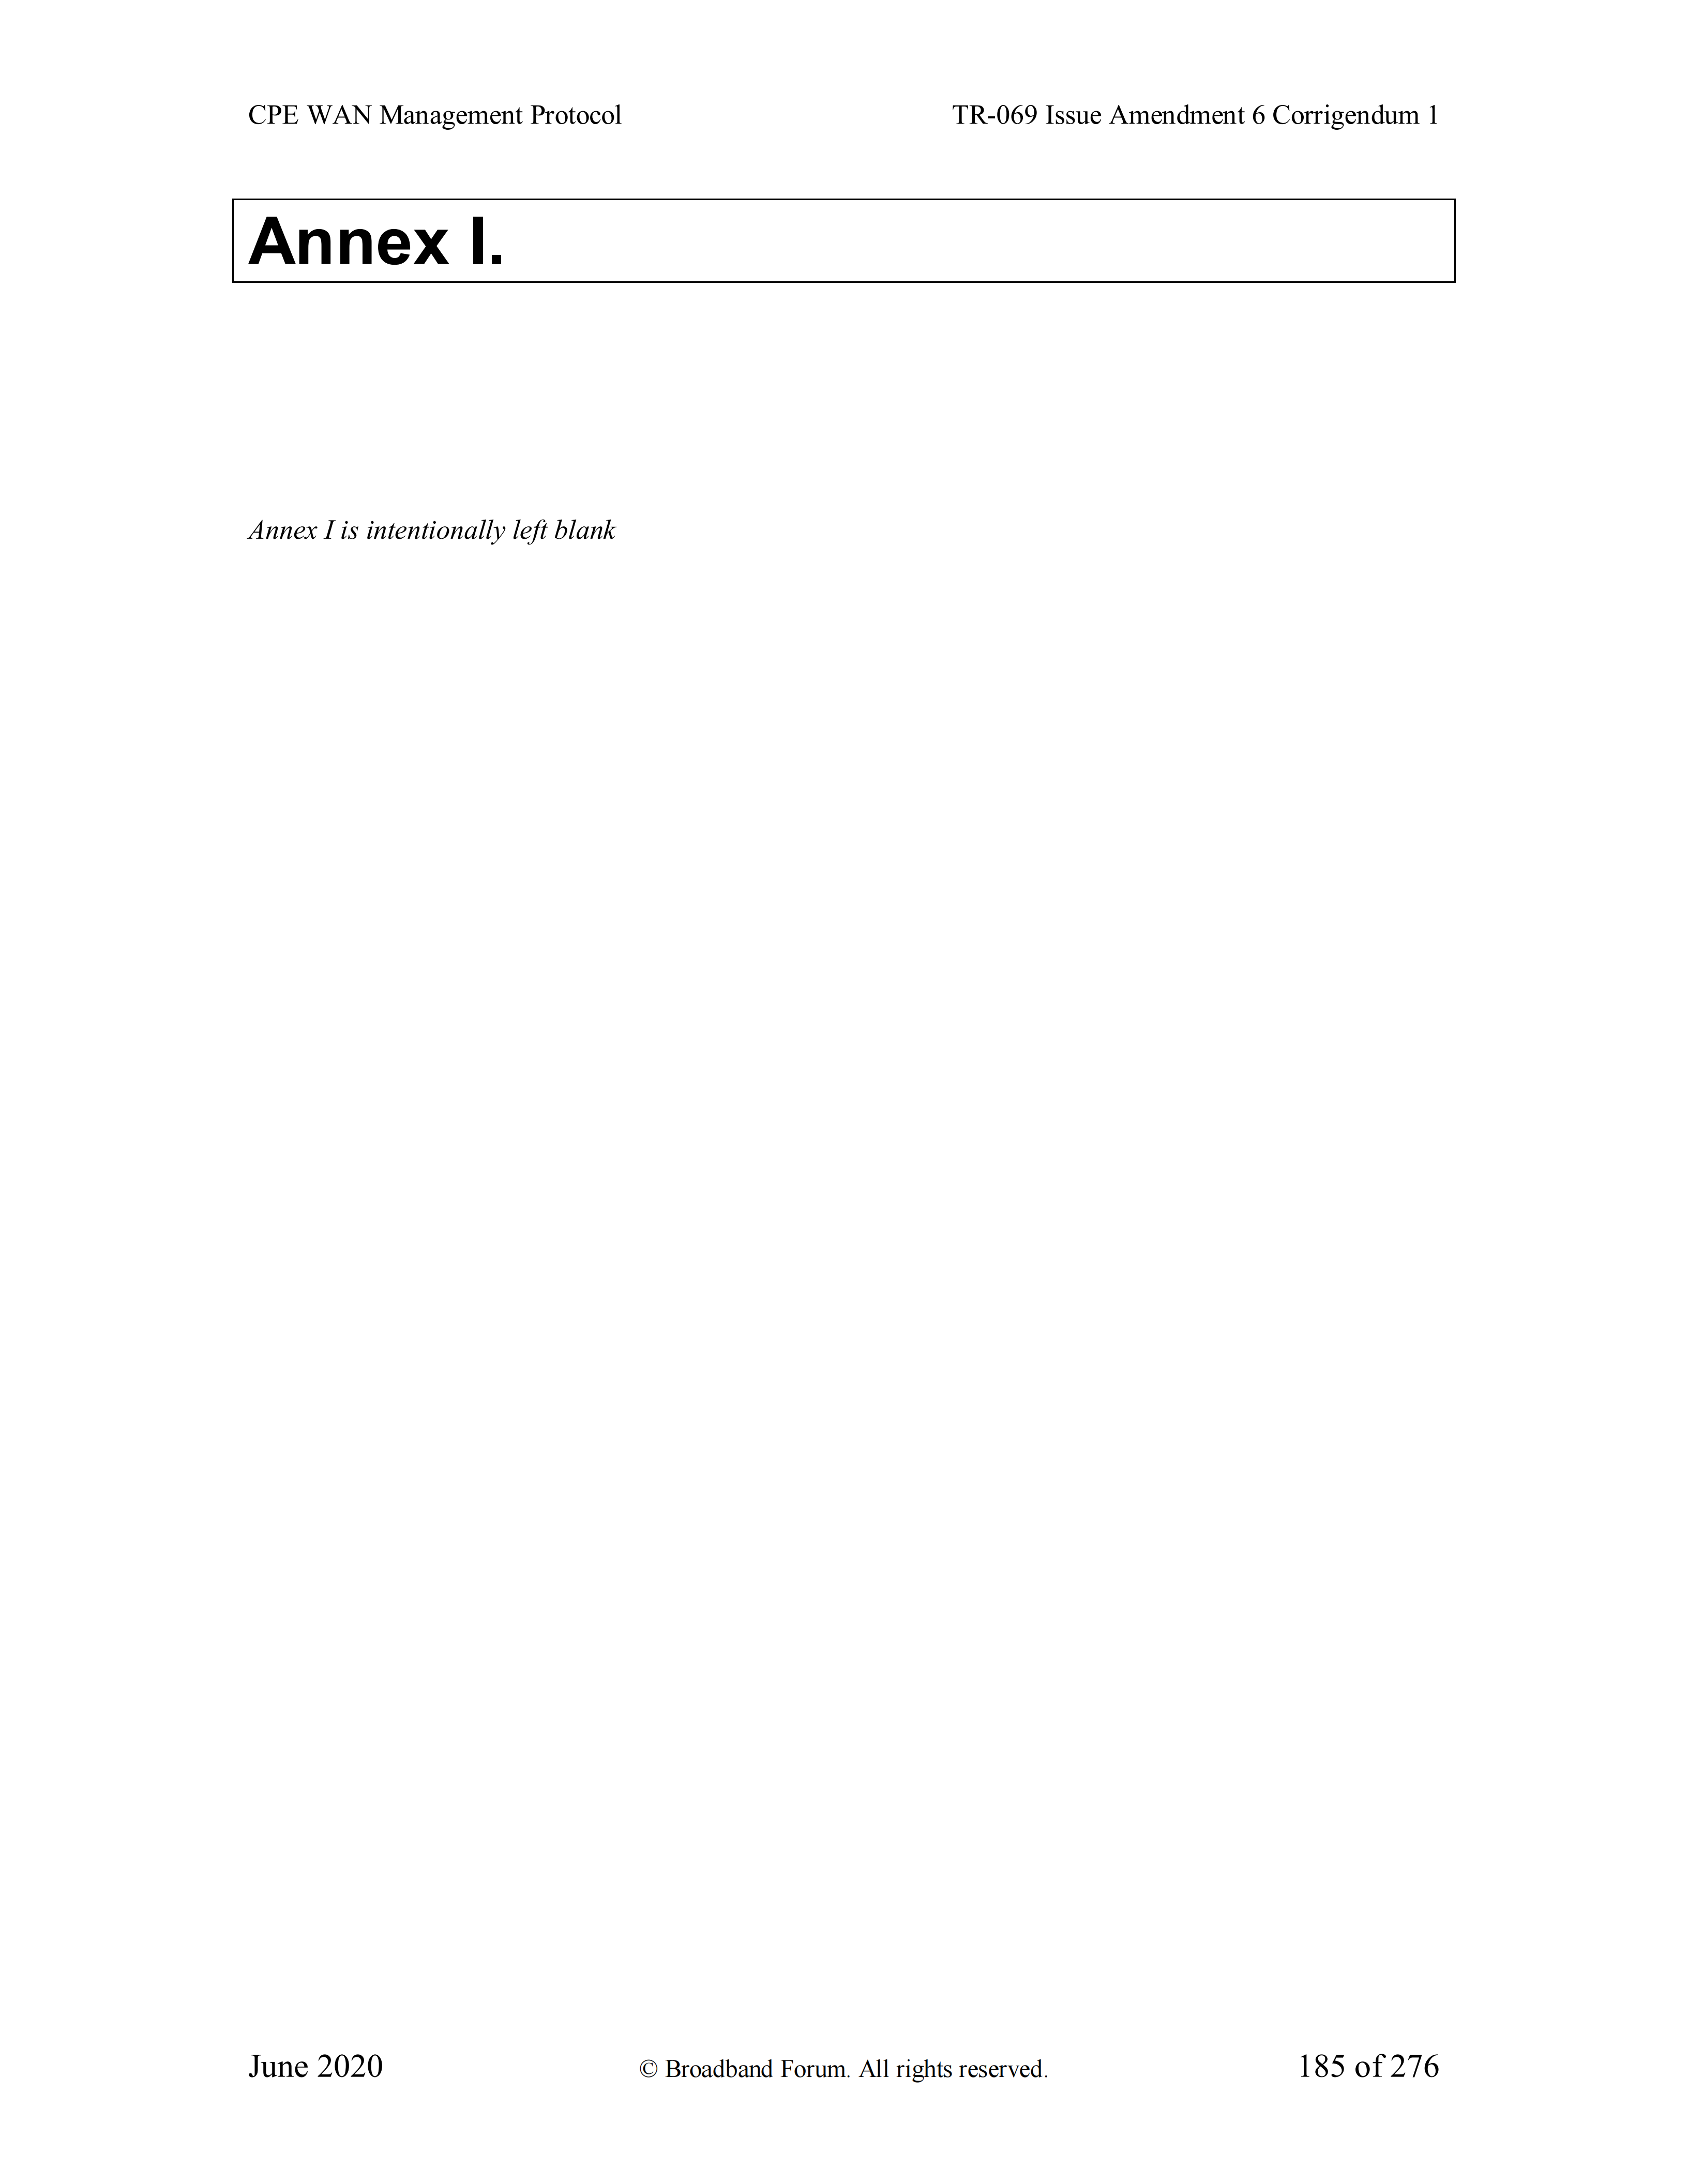 CPE WAN Management Protocol TR-069 Issue Amendment 6 Corrigendum 1
Annex I.
Annex I is intentionally left blank
June 2020 © Broadband Forum. All rights reserved. 185 of 276